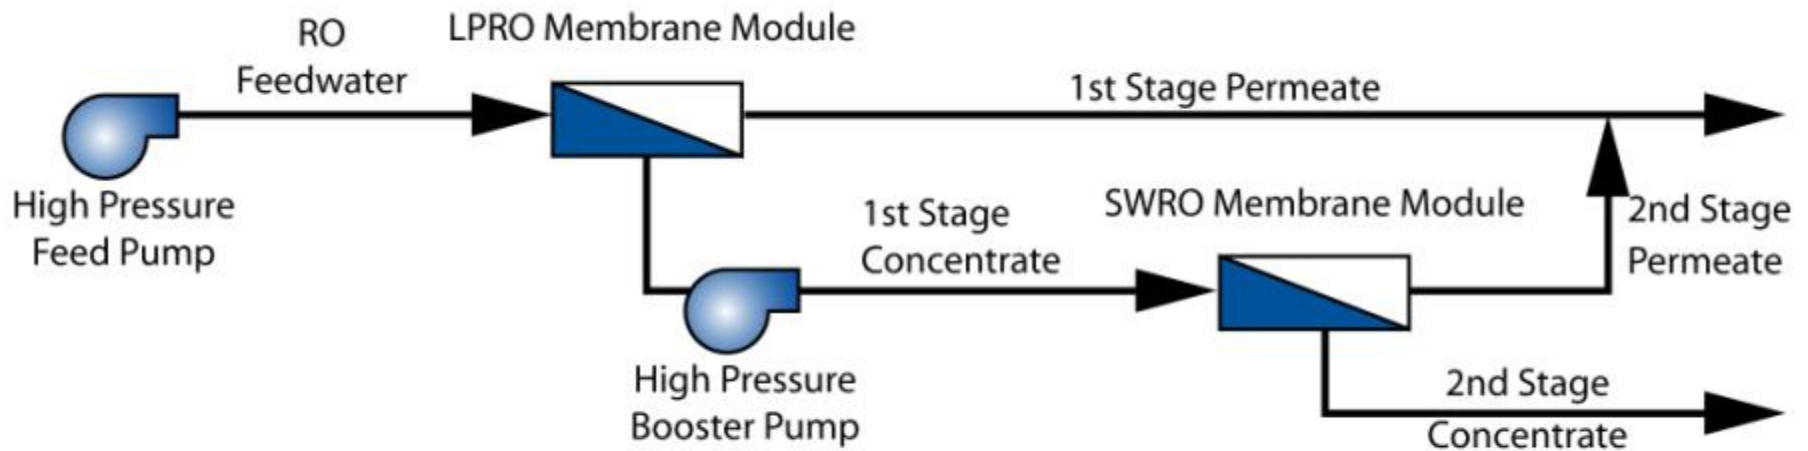 RO
Feedwater
LPRO Membrane Module
1st Stage Permeate
High Pressure
Feed Pump
1st Stage
Concentrate
SWRO Membrane Module
2nd Stage
Permeate
High Pressure
Booster Pump
2nd Stage
Concentrate